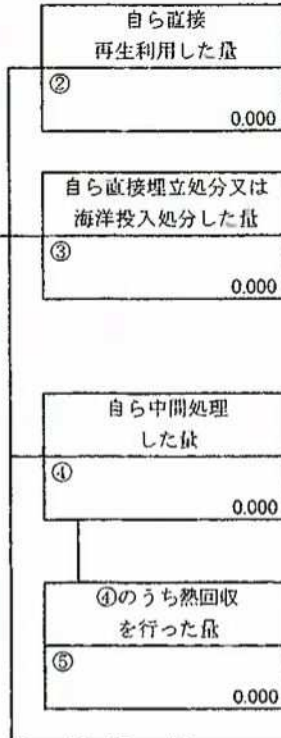 自ら直接
再生利用した量
②
0.000
自ら直接埋立処分又は
海洋投入処分した量
③
0.000
自ら中間処理
した量
④
0.000
④のうち熱回収
を行った量
⑤
0.000